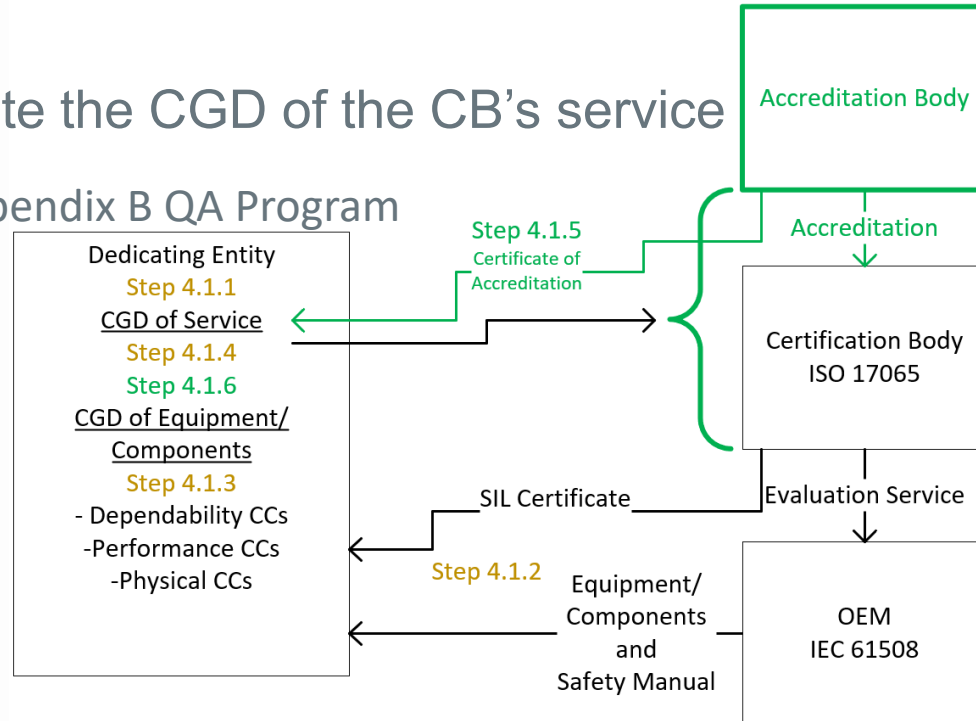 te the CGD of the CB's service
pendix B QA Program
Accreditation Body
Accreditation
Step 4.1.5
Certificate of
Accreditation
Dedicating Entity
Step 4.1.1
CGD of Service
Step 4.1.4
Step 4.1.6
CGD of Equipment/
Components
Step 4.1.3
- Dependability CCs
-Performance CCs
-Physical CCs
Certification Body
ISO 17065
SIL Certificate
Evaluation Service
Step 4.1.2
Equipment/
Components
and
Safety Manual
OEM
IEC 61508